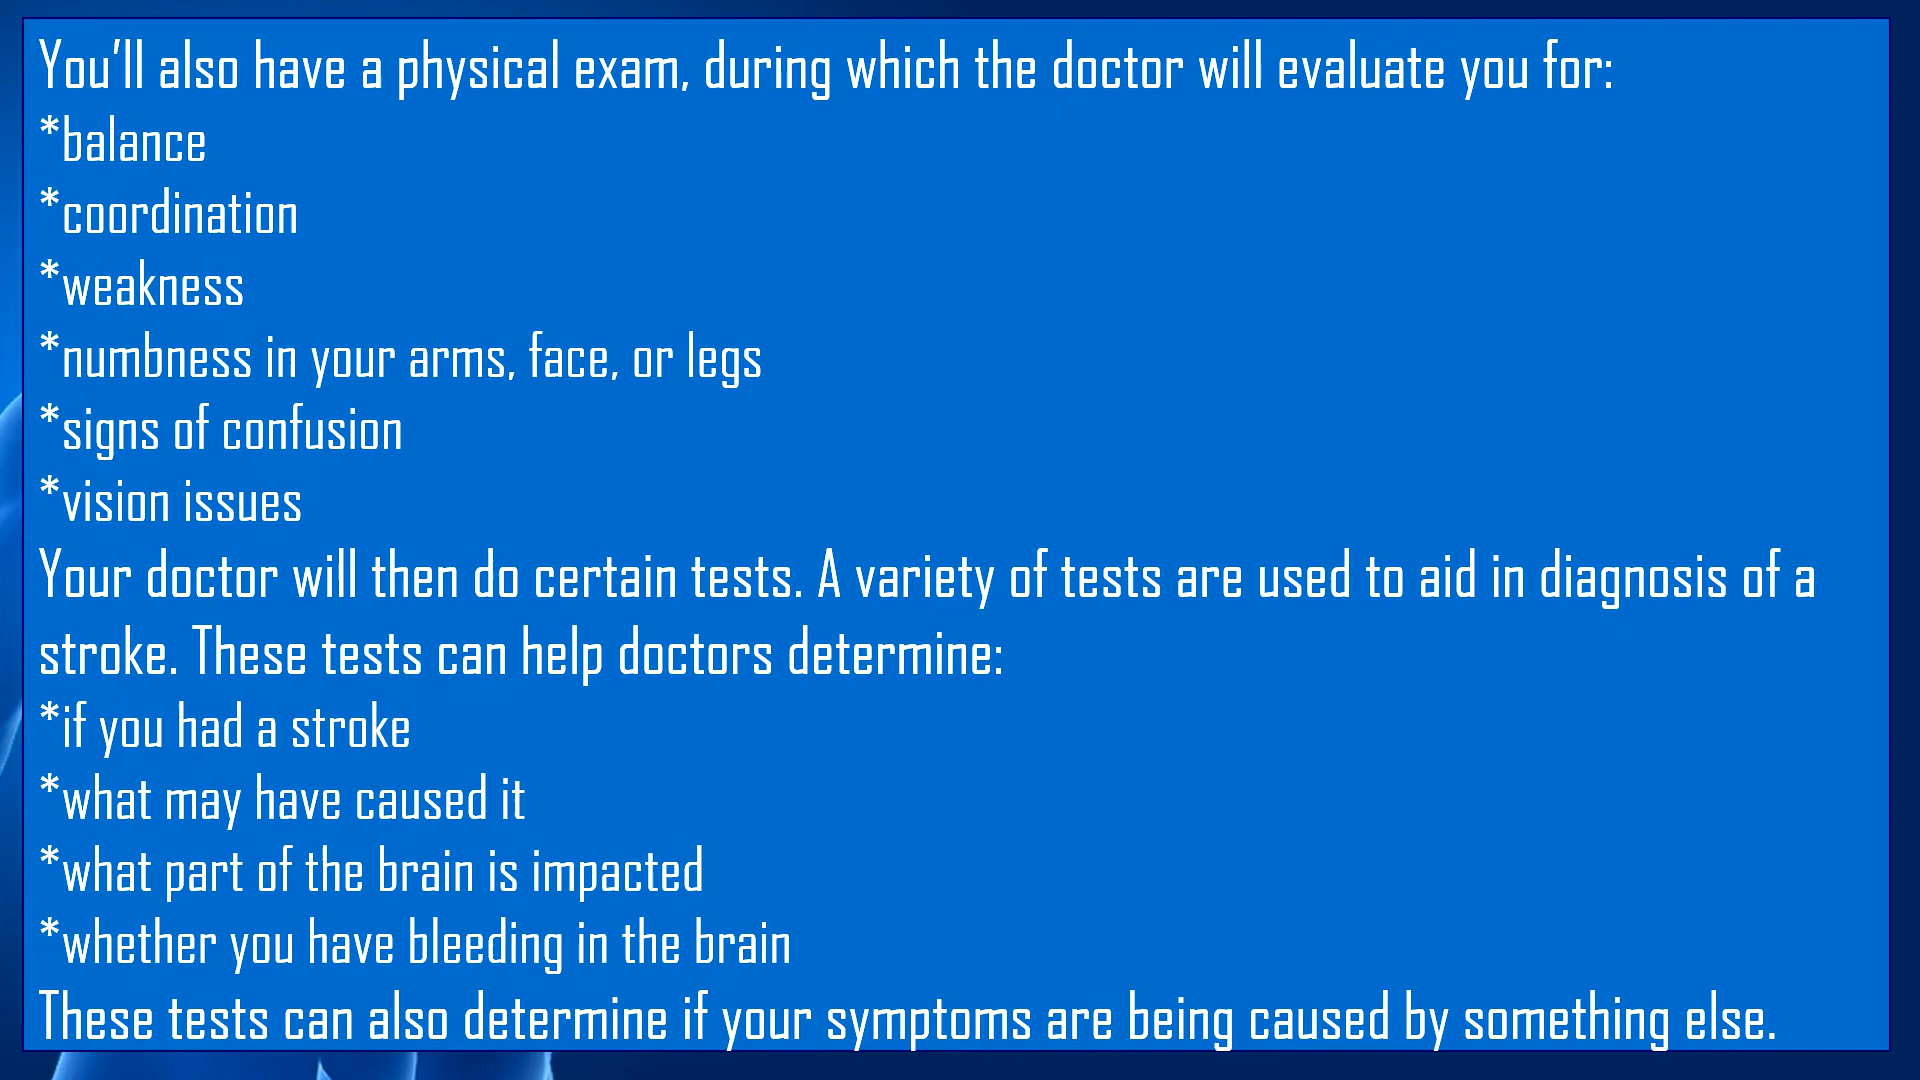 You’ll also have a physical exam, during which the doctor will evaluate you for:
*balance
*coordination
*weakness
*numbness in your arms, face, or legs
*signs of confusion
*vision issues
Your doctor will then do certain tests. A variety of tests are used to aid in diagnosis of a
stroke. These tests can help doctors determine:
*if you had a stroke
*what may have caused it
*what part of the brain is impacted
*whether you have bleeding in the brain
These tests can also determine if your symptoms are being caused by something else.